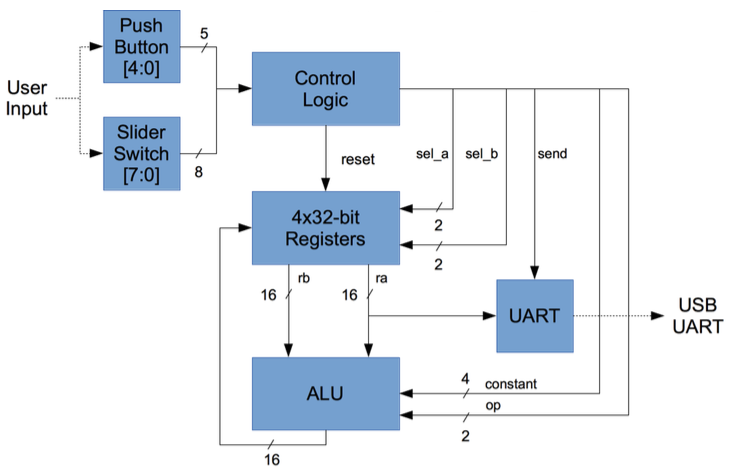 Push
Button
[4:0]
5
User
Input
Control
Logic
Slider
Switch
[7:0]
8
reset
sel_a
sel_b
send
4x32-bit
Registers
2
2
rb
ra
16
16
UART
USB
UART
ALU
4
constant
op
2
16